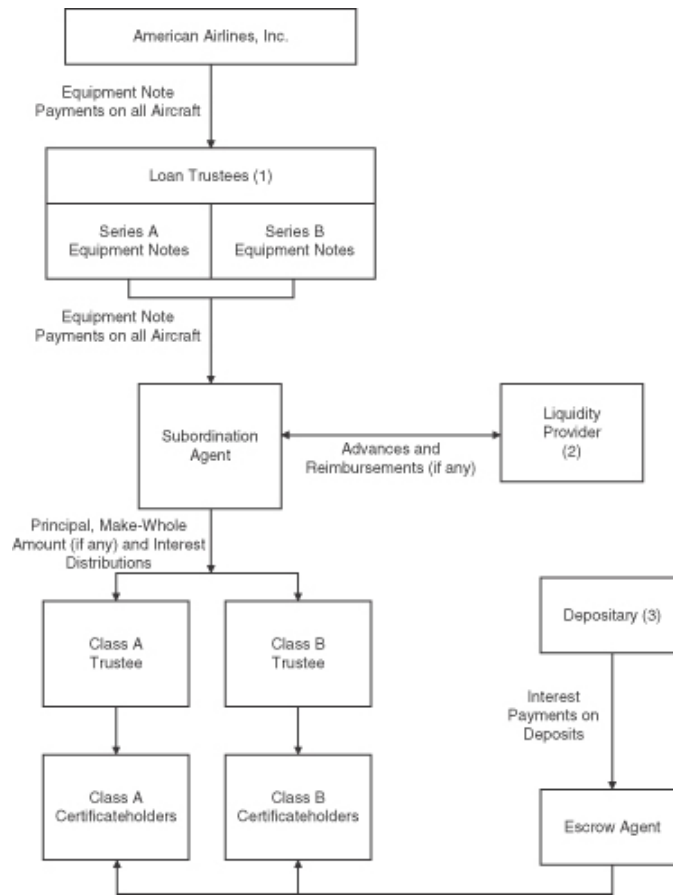 American Airlines, Inc.
Equipment Note
Payments on all Aircraft
Loan Trustees (1)
Series A
Equipment Notes
Series B
Equipment Notes
Equipment Note
Payments on all Aircraft
Subordination
Agent
Advances and
Reimbursements (if any)
Liquidity
Provider
(2)
Principal, Make-Whole
Amount (if any) and Interest
Distributions
Class A
Trustee
Class B
Trustee
Depositary (3)
Interest
Payments on
Deposits
Class A
Certificateholders
Class B
Certificateholders
Escrow Agent